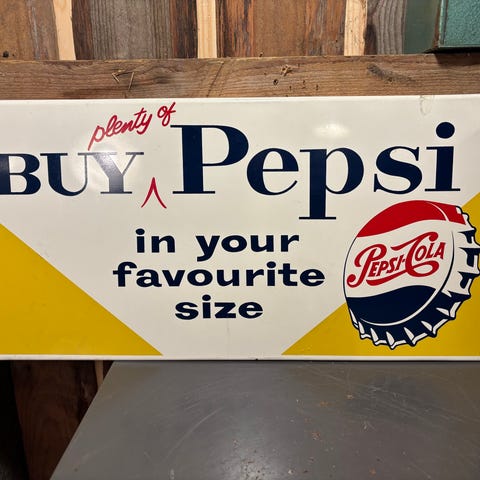 plenty of
BUY ^ Pepsi
in your
favourite
size
PEPSI-COLA